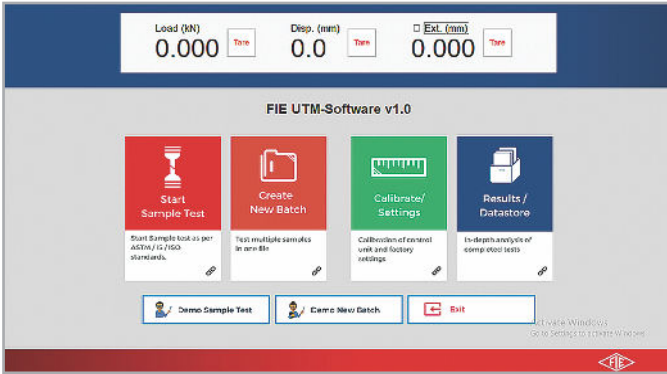 Load (kN)
Disp. (mm)
Ext. (mm)
0.000
Tare
0.0
Tare
0.000
Tare
FIE UTM-Software v1.0
Start
Sample Test
Create
New Batch
Calibrate/
Settings
Results /
Datastore
Start Sample test as per
ASTM / IS / ISO
standards.
Test multiple samples
in one file
Calibration of control
unit and factory
settings
In-depth analysis of
completed tests
Demo Sample Test
Demo New Batch
Exit
Activate Windows
Go to Settings to activate Windows.
FIE